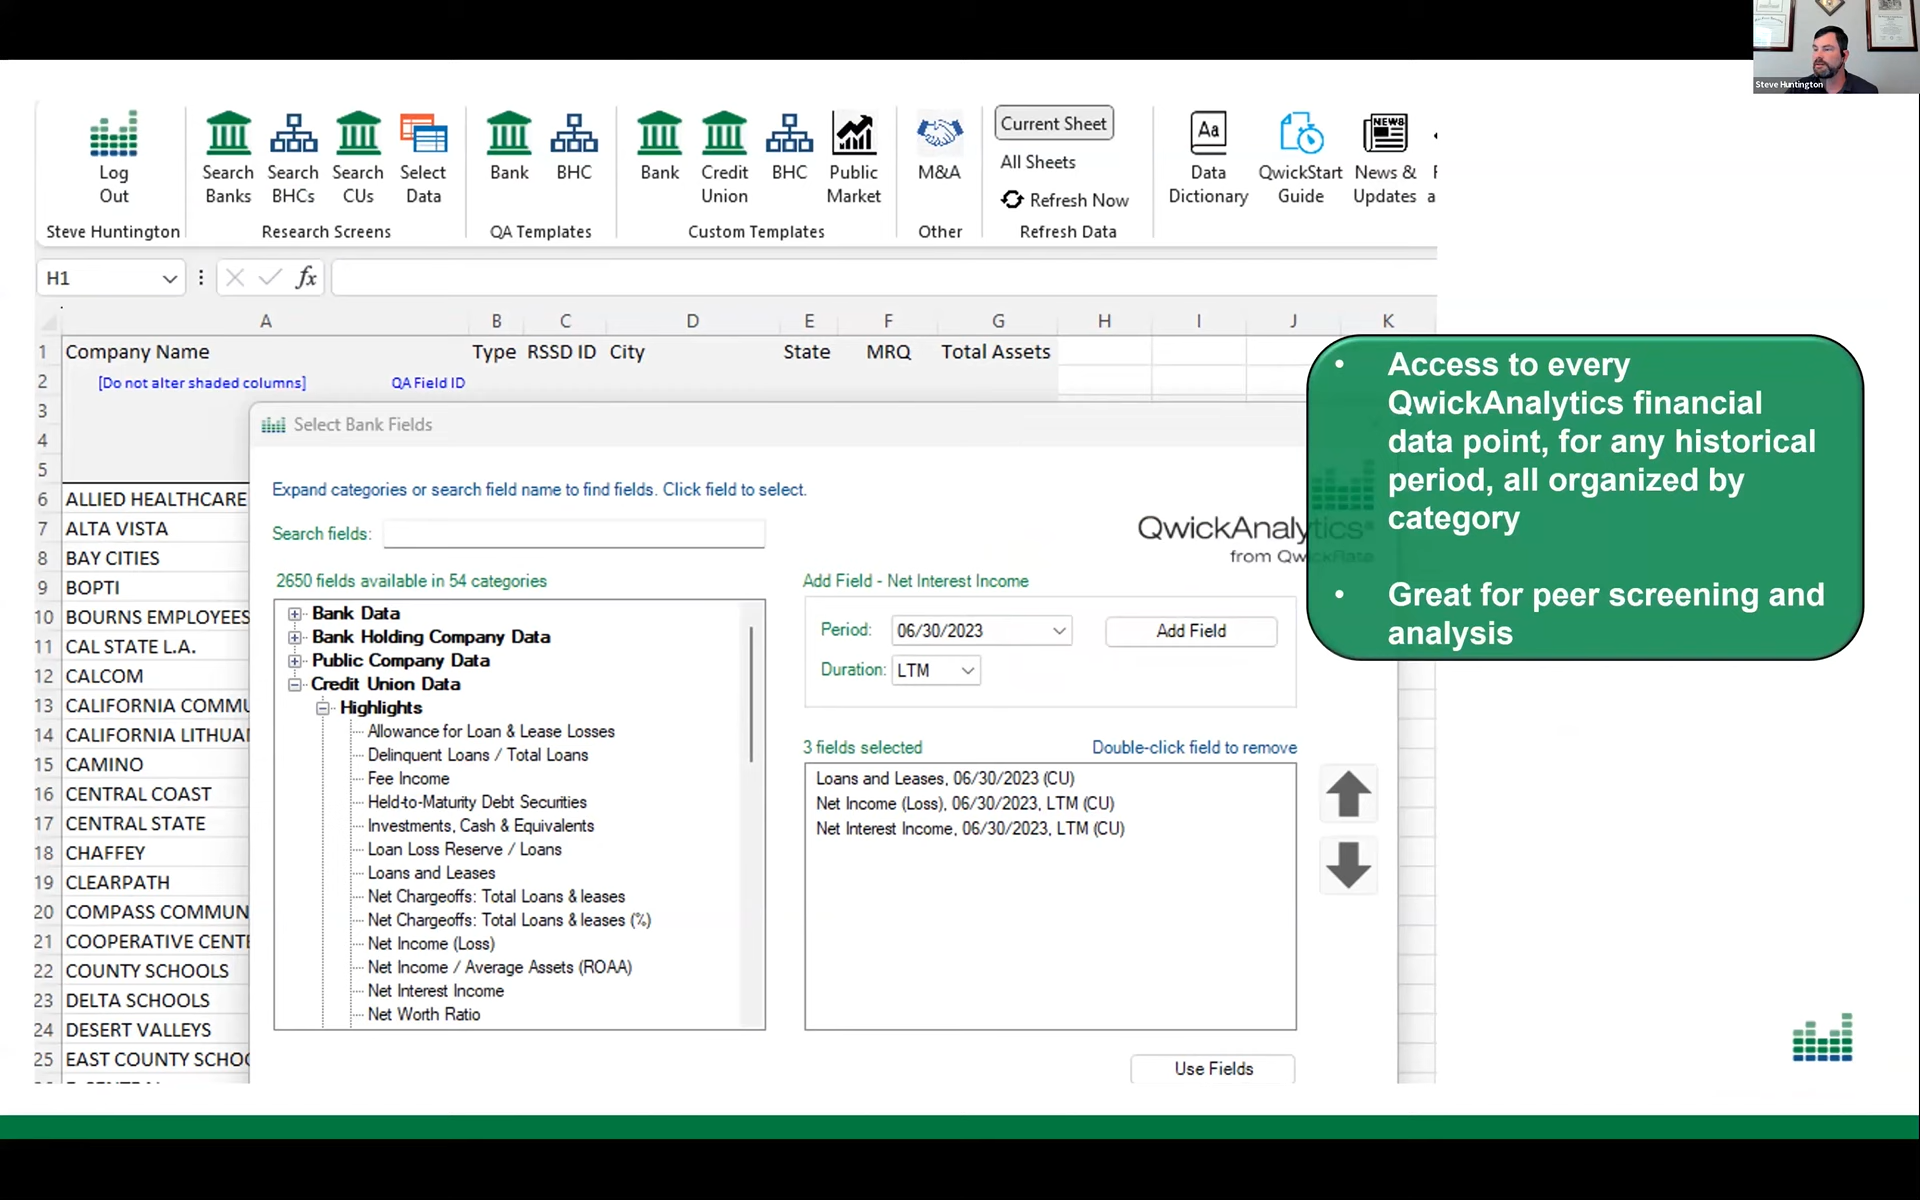 Steve Huntington
Log Out
Search Banks
Search BHCs
Search CUs
Select Data
Bank
BHC
Bank
Credit Union
BHC
Public Market
M&A
Current Sheet
All Sheets
Refresh Now
Data Dictionary
QwickStart Guide
News & Updates
NEWS
Aa
Steve Huntington
Research Screens
QA Templates
Custom Templates
Other
Refresh Data
H1
fx
A B C D E F G H I J K
1 Company Name Type RSSD ID City State MRQ Total Assets
2 [Do not alter shaded columns] QA Field ID
3
4
5
6 ALLIED HEALTHCARE
7 ALTA VISTA
8 BAY CITIES
9 BOPTI
10 BOURNS EMPLOYEES
11 CAL STATE L.A.
12 CALCOM
13 CALIFORNIA COMMU
14 CALIFORNIA LITHUAN
15 CAMINO
16 CENTRAL COAST
17 CENTRAL STATE
18 CHAFFEY
19 CLEARPATH
20 COMPASS COMMUN
21 COOPERATIVE CENTE
22 COUNTY SCHOOLS
23 DELTA SCHOOLS
24 DESERT VALLEYS
25 EAST COUNTY SCHOO
Select Bank Fields
Expand categories or search field name to find fields. Click field to select.
Search fields:
QwickAnalytics
from QwickRate
2650 fields available in 54 categories
Bank Data
Bank Holding Company Data
Public Company Data
Credit Union Data
Highlights
Allowance for Loan & Lease Losses
Delinquent Loans / Total Loans
Fee Income
Held-to-Maturity Debt Securities
Investments, Cash & Equivalents
Loan Loss Reserve / Loans
Loans and Leases
Net Chargeoffs: Total Loans & leases
Net Chargeoffs: Total Loans & leases (%)
Net Income (Loss)
Net Income / Average Assets (ROAA)
Net Interest Income
Net Worth Ratio
Add Field - Net Interest Income
Period: 06/30/2023 Add Field
Duration: LTM
3 fields selected Double-click field to remove
Loans and Leases, 06/30/2023 (CU)
Net Income (Loss), 06/30/2023, LTM (CU)
Net Interest Income, 06/30/2023, LTM (CU)
Use Fields
• Access to every
QwickAnalytics financial
data point, for any historical
period, all organized by
category
• Great for peer screening and
analysis